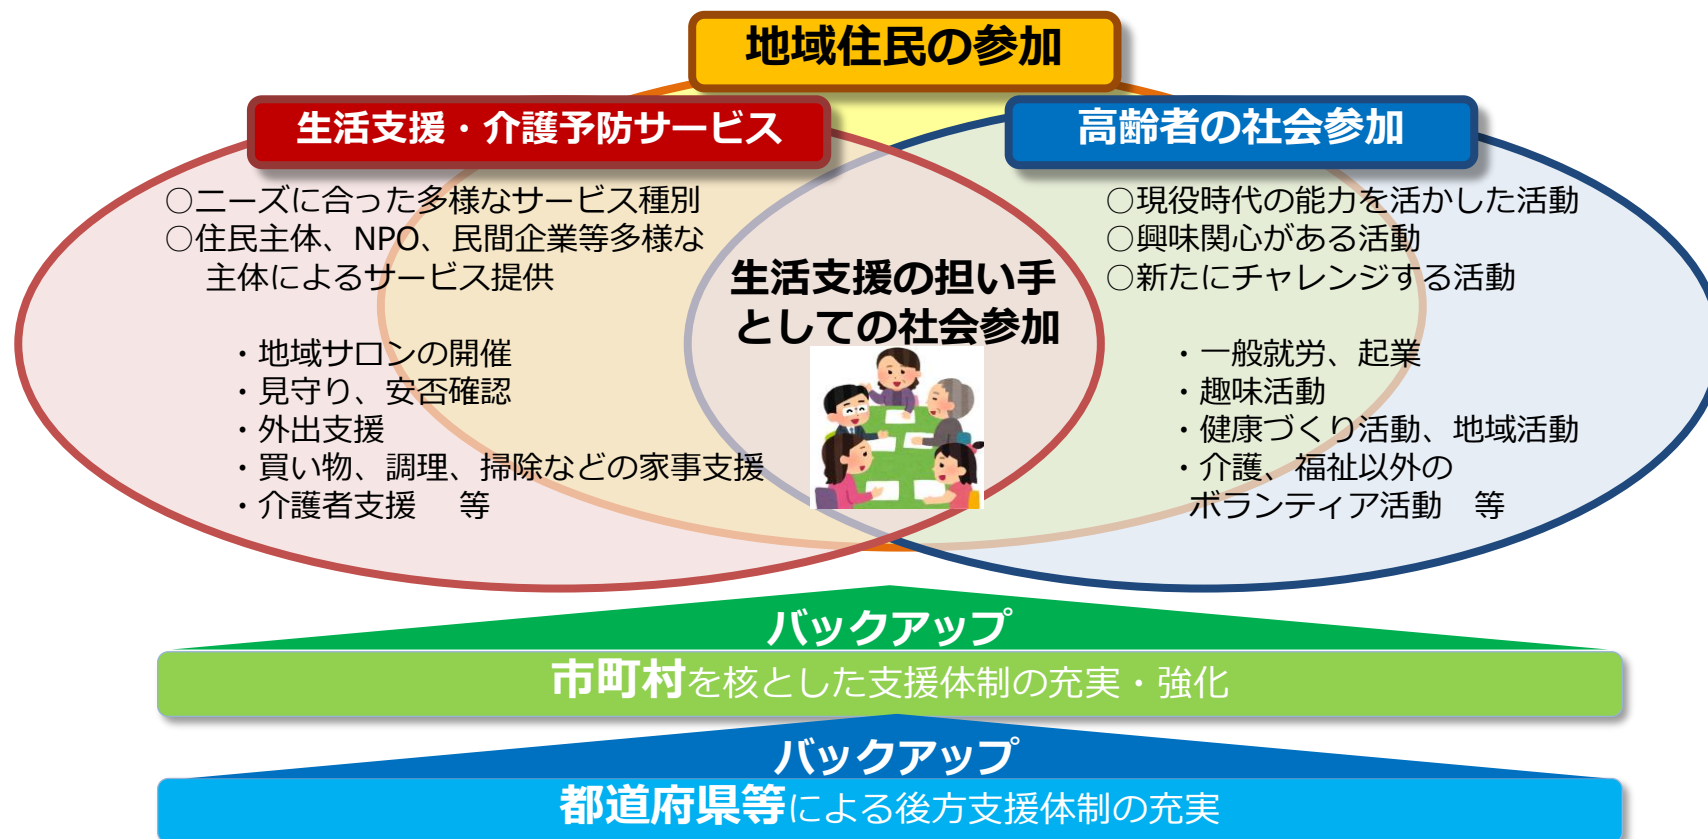 地域住民の参加
生活支援・介護予防サービス
○ニーズに合った多様なサービス種別
○住民主体、NPO、民間企業等多様な
主体によるサービス提供
・地域サロンの開催
・見守り、安否確認
・外出支援
・買い物、調理、掃除などの家事支援
・介護者支援　等
生活支援の担い手
としての社会参加
高齢者の社会参加
○現役時代の能力を活かした活動
○興味関心がある活動
○新たにチャレンジする活動
・一般就労、起業
・趣味活動
・健康づくり活動、地域活動
・介護、福祉以外の
ボランティア活動　等
バックアップ
市町村を核とした支援体制の充実・強化
バックアップ
都道府県等による後方支援体制の充実